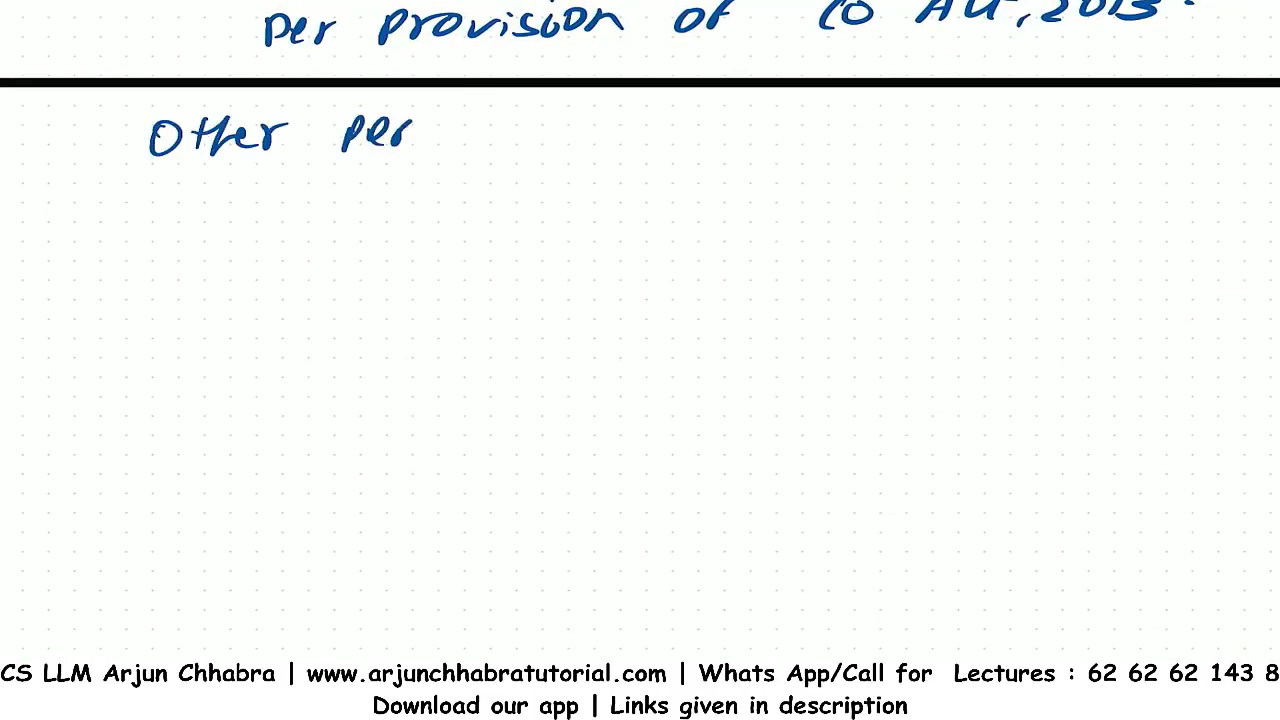 per provision of Co Act, 2013.
Offer per
CS LLM Arjun Chhabra | www.arjunchhabratutorial.com | Whats App/Call for Lectures : 62 62 62 143 8
Download our app | Links given in description